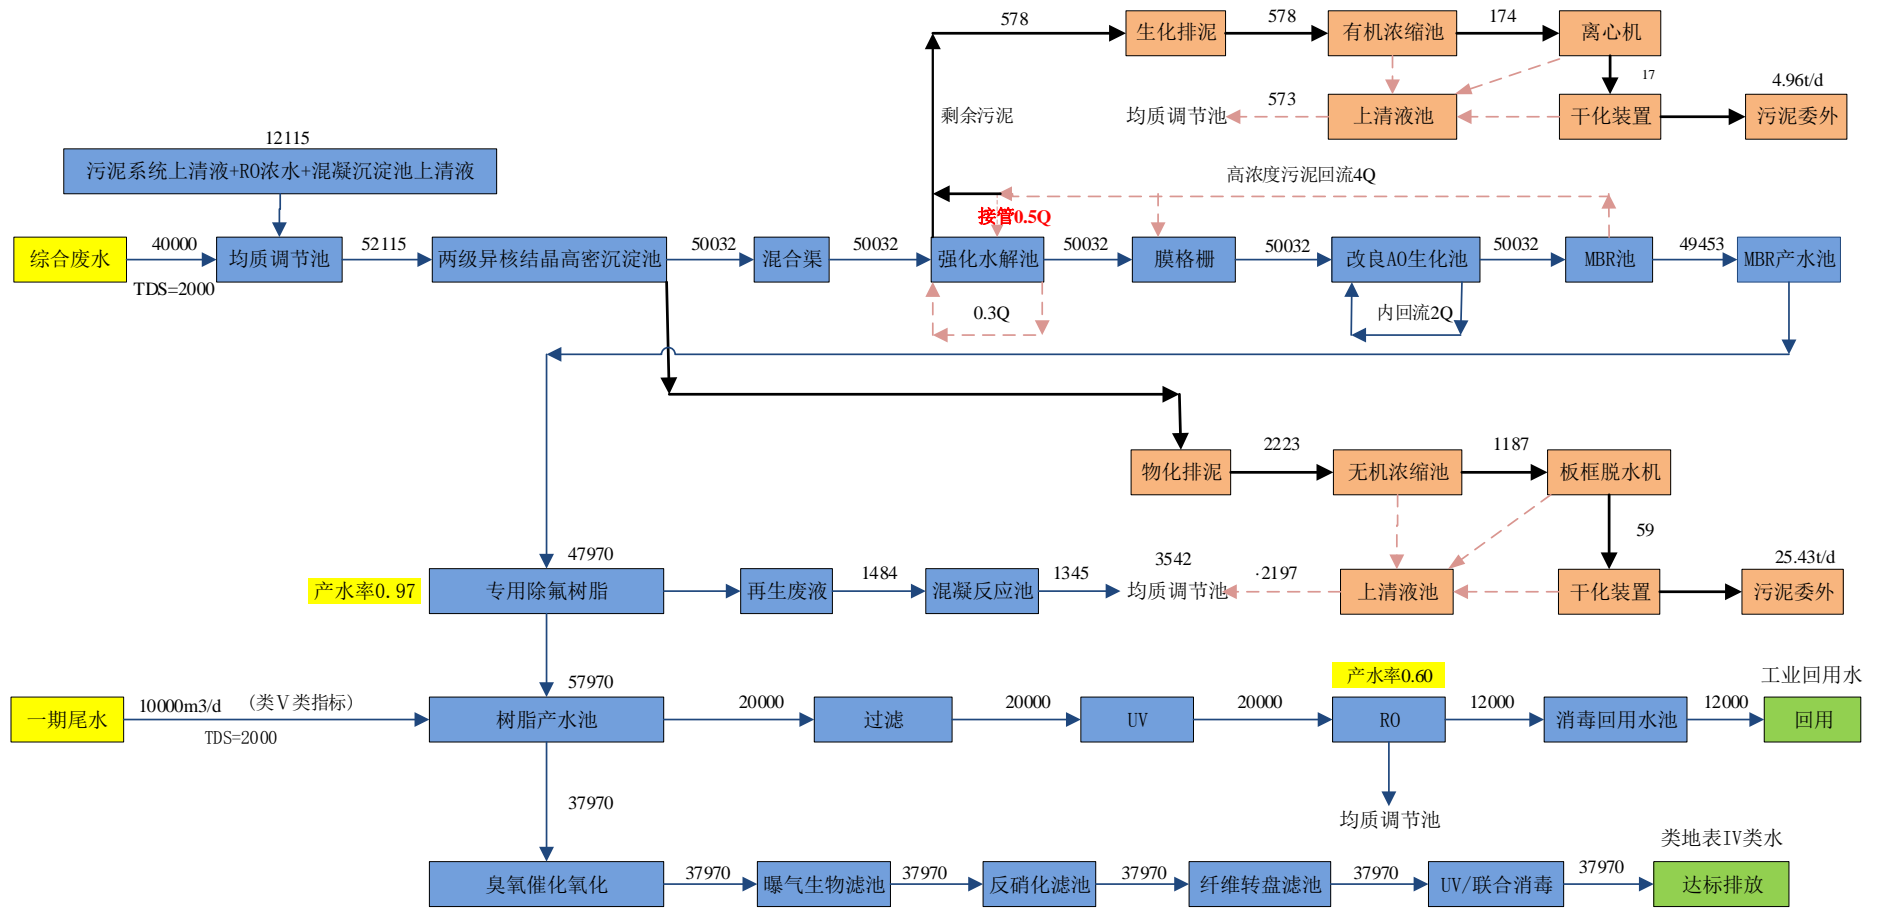 578
生化排泥
578
有机浓缩池
174
离心机
17
4.96t/d
剩余污泥
均质调节池
573
上清液池
干化装置
污泥委外
12115
污泥系统上清液+RO浓水+混凝沉淀池上清液
高浓度污泥回流4Q
接管0.5Q
综合废水
40000
TDS=2000
均质调节池
52115
两级异核结晶高密沉淀池
50032
混合渠
50032
强化水解池
50032
膜格栅
50032
改良AO生化池
50032
MBR池
49453
MBR产水池
0.3Q
内回流2Q
物化排泥
2223
无机浓缩池
1187
板框脱水机
59
47970
产水率0.97
专用除氟树脂
再生废液
1484
混凝反应池
1345
3542
均质调节池
·2197
上清液池
干化装置
25.43t/d
污泥委外
57970
产水率0.60
工业回用水
一期尾水
10000m3/d
（类Ⅴ类指标）
TDS=2000
树脂产水池
20000
过滤
20000
UV
20000
RO
12000
消毒回用水池
12000
回用
37970
均质调节池
类地表IV类水
臭氧催化氧化
37970
曝气生物滤池
37970
反硝化滤池
37970
纤维转盘滤池
37970
UV/联合消毒
37970
达标排放